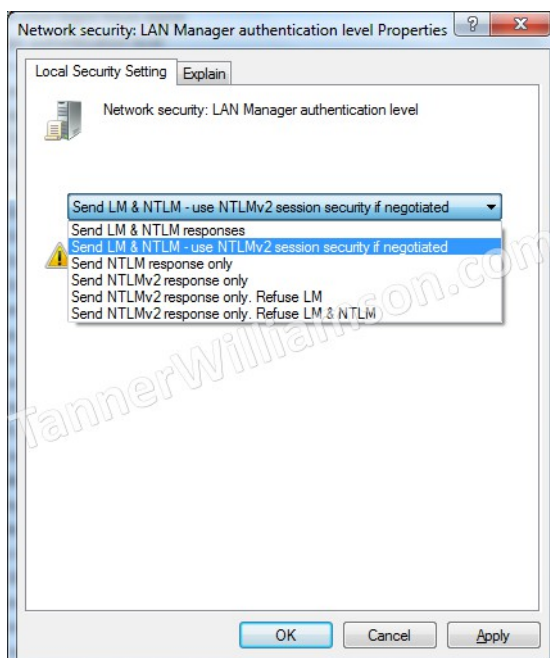 Network security: LAN Manager authentication level Properties
Local Security Setting
Explain
Network security: LAN Manager authentication level
Send LM & NTLM - use NTLMv2 session security if negotiated
Send LM & NTLM responses
Send LM & NTLM - use NTLMv2 session security if negotiated
Send NTLM response only
Send NTLMv2 response only
Send NTLMv2 response only. Refuse LM
Send NTLMv2 response only. Refuse LM & NTLM
TannerWilliamson.com
OK
Cancel
Apply